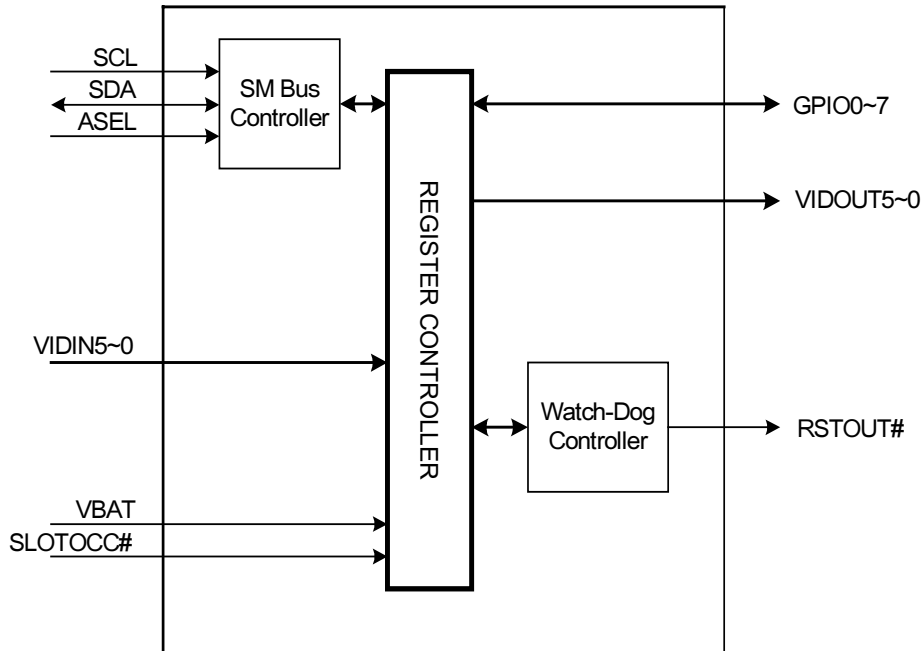 SCL
SDA
ASEL
SM Bus
Controller
GPIO0~7
VIDOUT5~0
REGISTER CONTROLLER
VIDIN5~0
Watch-Dog
Controller
RSTOUT#
VBAT
SLOTOCC#